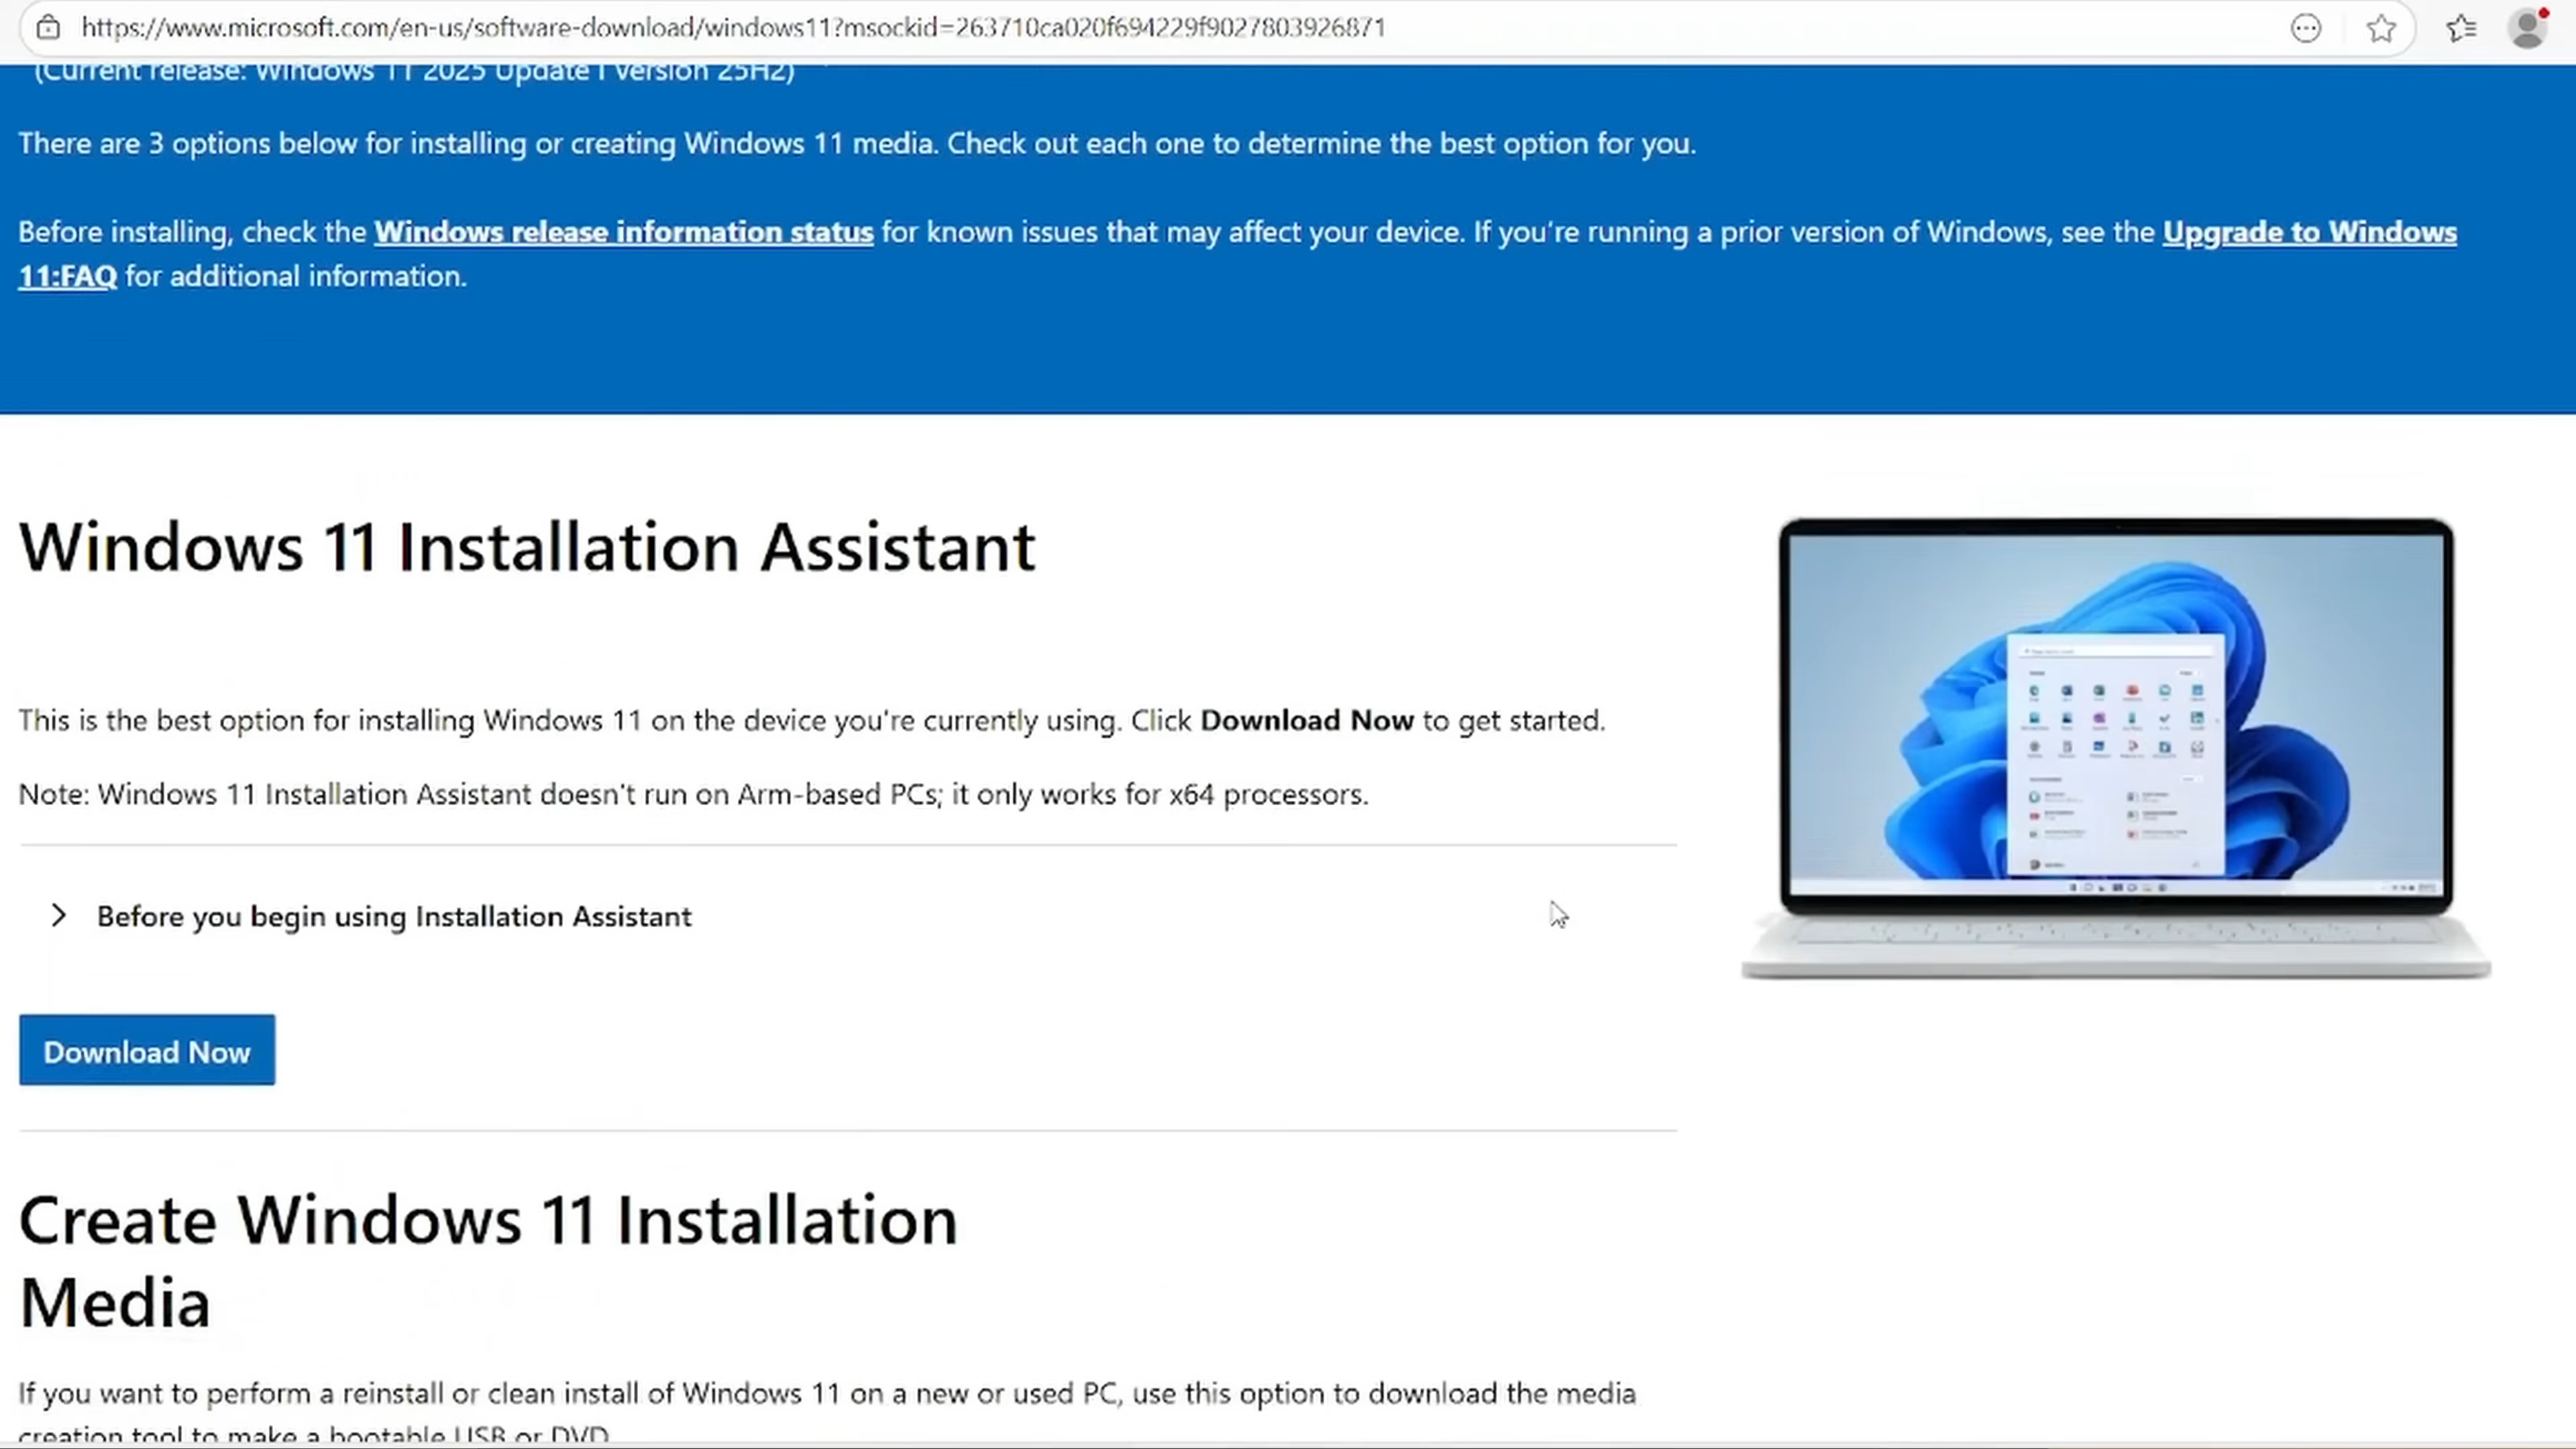 https://www.microsoft.com/en-us/software-download/windows11?msockid=263710ca020f694229f9027803926871
(Current release: Windows 11 2025 Update l Version 25H2)
There are 3 options below for installing or creating Windows 11 media. Check out each one to determine the best option for you.
Before installing, check the Windows release information status for known issues that may affect your device. If you're running a prior version of Windows, see the Upgrade to Windows
11:FAQ for additional information.
Windows 11 Installation Assistant
This is the best option for installing Windows 11 on the device you're currently using. Click Download Now to get started.
Note: Windows 11 Installation Assistant doesn't run on Arm-based PCs; it only works for x64 processors.
Before you begin using Installation Assistant
Download Now
Create Windows 11 Installation
Media
If you want to perform a reinstall or clean install of Windows 11 on a new or used PC, use this option to download the media
creation tool to make a bootable USB or DVD